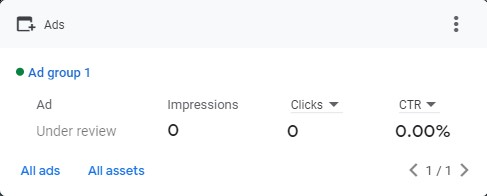 Ads
Ad group 1
Ad Impressions Clicks CTR
Under review 0 0 0.00%
All ads All assets 1 / 1